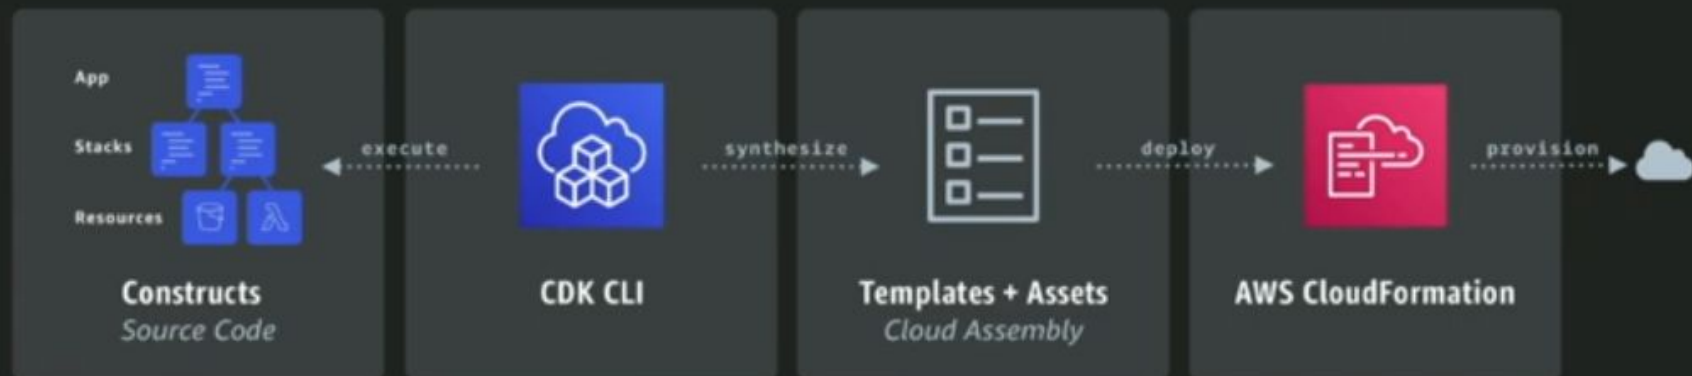 App
Stacks
Resources
execute
synthesize
deploy
provision
Constructs
Source Code
CDK CLI
Templates + Assets
Cloud Assembly
AWS CloudFormation